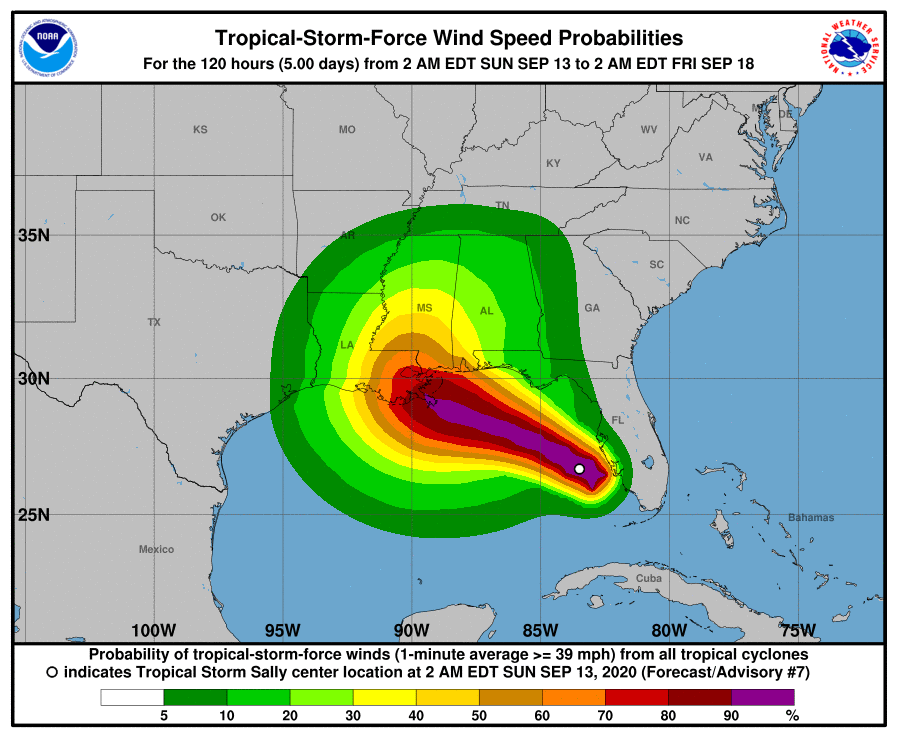 Tropical-Storm-Force Wind Speed Probabilities
For the 120 hours (5.00 days) from 2 AM EDT SUN SEP 13 to 2 AM EDT FRI SEP 18
NOAA
NATIONAL WEATHER SERVICE
KS
MO
WV
DE
KY
VA
TN
OK
NC
35N
AR
SC
MS
AL
GA
TX
LA
30N
FL
25N
Bahamas
Mexico
Cuba
100W 95W 90W 85W 80W 75W
Probability of tropical-storm-force winds (1-minute average >= 39 mph) from all tropical cyclones
indicates Tropical Storm Sally center location at 2 AM EDT SUN SEP 13, 2020 (Forecast/Advisory #7)
5 10 20 30 40 50 60 70 80 90 %